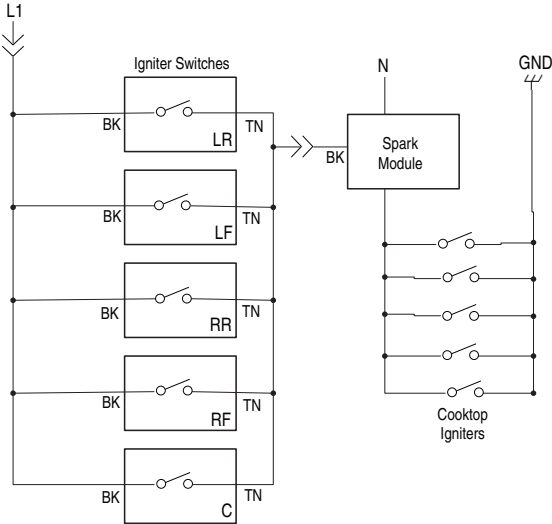 L1
Igniter Switches
N
GND
BK
LR
TN
BK
Spark
Module
BK
LF
TN
BK
RR
TN
BK
RF
TN
Cooktop
Igniters
BK
C
TN